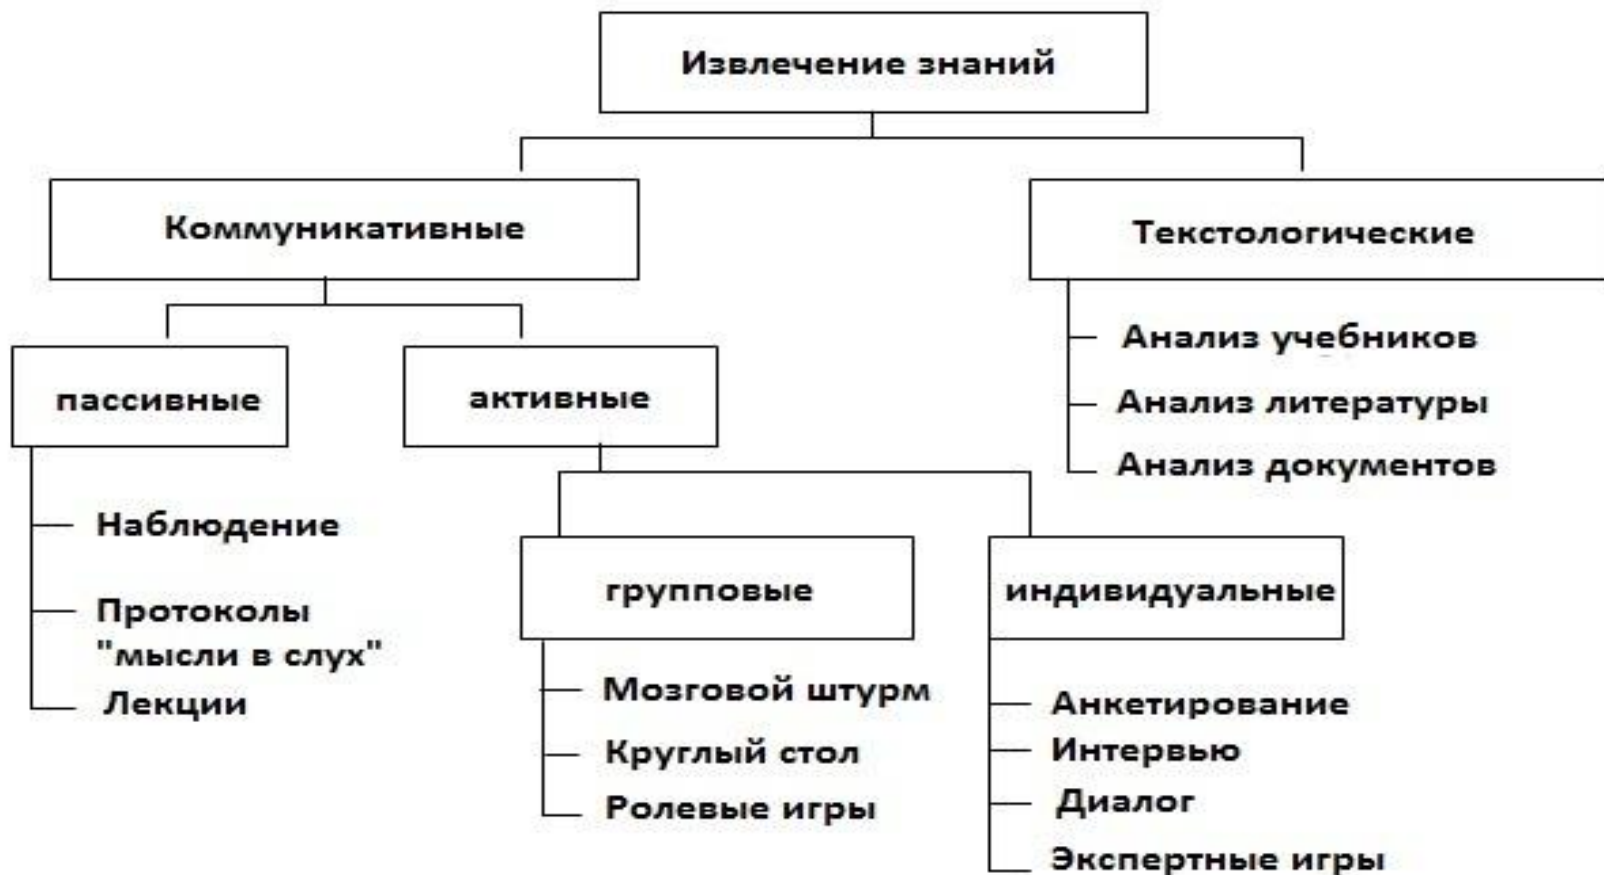 Извлечение знаний
Коммуникативные
Текстологические
пассивные
активные
Анализ учебников
Анализ литературы
Анализ документов
Наблюдение
Протоколы
"мысли в слух"
Лекции
групповые
индивидуальные
Мозговой штурм
Круглый стол
Ролевые игры
Анкетирование
Интервью
Диалог
Экспертные игры